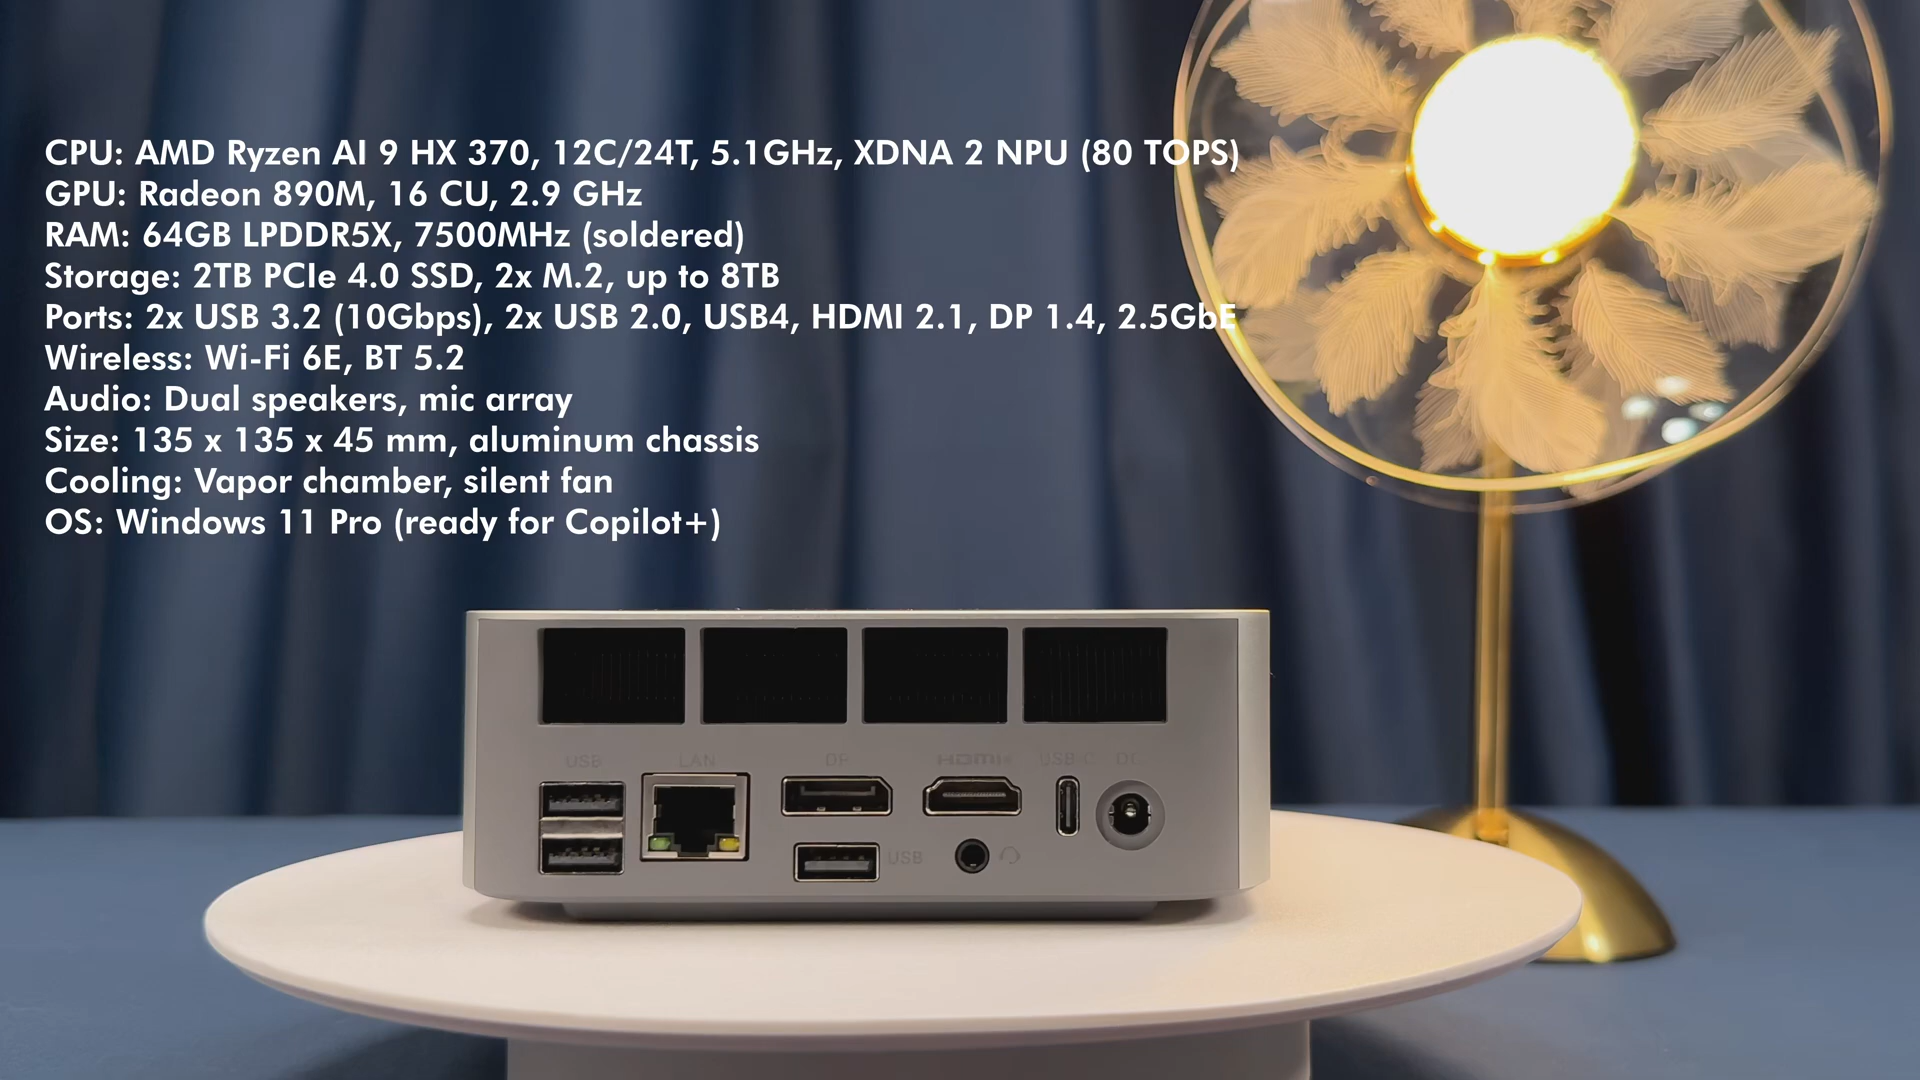 CPU: AMD Ryzen AI 9 HX 370, 12C/24T, 5.1GHz, XDNA 2 NPU (80 TOPS)
GPU: Radeon 890M, 16 CU, 2.9 GHz
RAM: 64GB LPDDR5X, 7500MHz (soldered)
Storage: 2TB PCIe 4.0 SSD, 2x M.2, up to 8TB
Ports: 2x USB 3.2 (10Gbps), 2x USB 2.0, USB4, HDMI 2.1, DP 1.4, 2.5GbE
Wireless: Wi-Fi 6E, BT 5.2
Audio: Dual speakers, mic array
Size: 135 x 135 x 45 mm, aluminum chassis
Cooling: Vapor chamber, silent fan
OS: Windows 11 Pro (ready for Copilot+)
USB LAN DP HDMI USB-C DC
USB